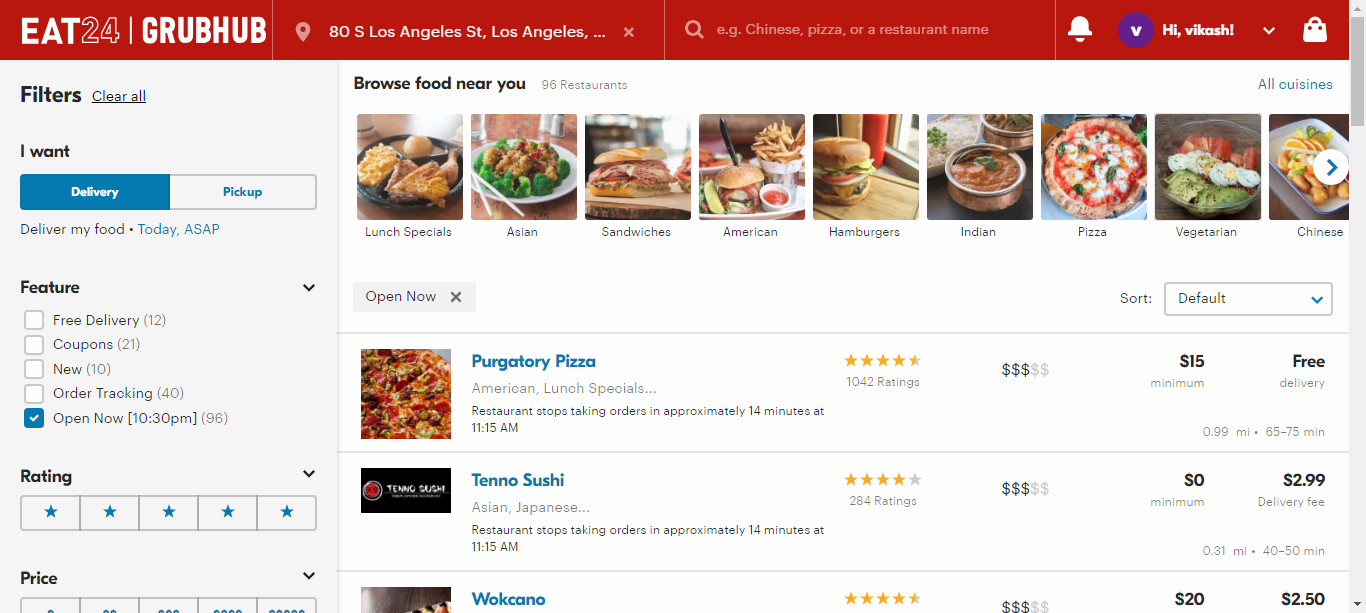 EAT24 | GRUBHUB
80 S Los Angeles St, Los Angeles, ... ×
e.g. Chinese, pizza, or a restaurant name
v Hi, vikash!
Filters Clear all
I want
Delivery Pickup
Deliver my food • Today, ASAP
Feature
Free Delivery (12)
Coupons (21)
New (10)
Order Tracking (40)
Open Now [10:30pm] (96)
Rating
Price
Browse food near you 96 Restaurants All cuisines
Lunch Specials Asian Sandwiches American Hamburgers Indian Pizza Vegetarian Chinese
Open Now × Sort: Default
Purgatory Pizza
American, Lunch Specials...
Restaurant stops taking orders in approximately 14 minutes at
11:15 AM
1042 Ratings
$$$$$
$15
minimum
Free
delivery
0.99 mi • 65–75 min
TENNO SUSHI
Tenno Sushi
Asian, Japanese...
Restaurant stops taking orders in approximately 14 minutes at
11:15 AM
284 Ratings
$$$$$
$0
minimum
$2.99
Delivery fee
0.31 mi • 40–50 min
Wokcano
$$$$$
$20
$2.50